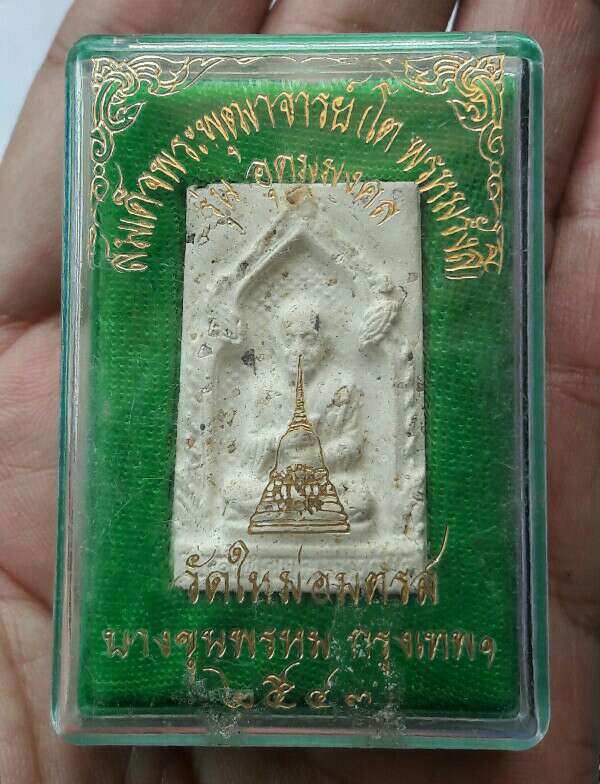 สมเด็จพระพุฒาจารย์ (โต พรหมรังสี)
รุ่น อุดมมงคล
วัดใหม่อมตรส
บางขุนพรหม กรุงเทพฯ
๒๕๔๓